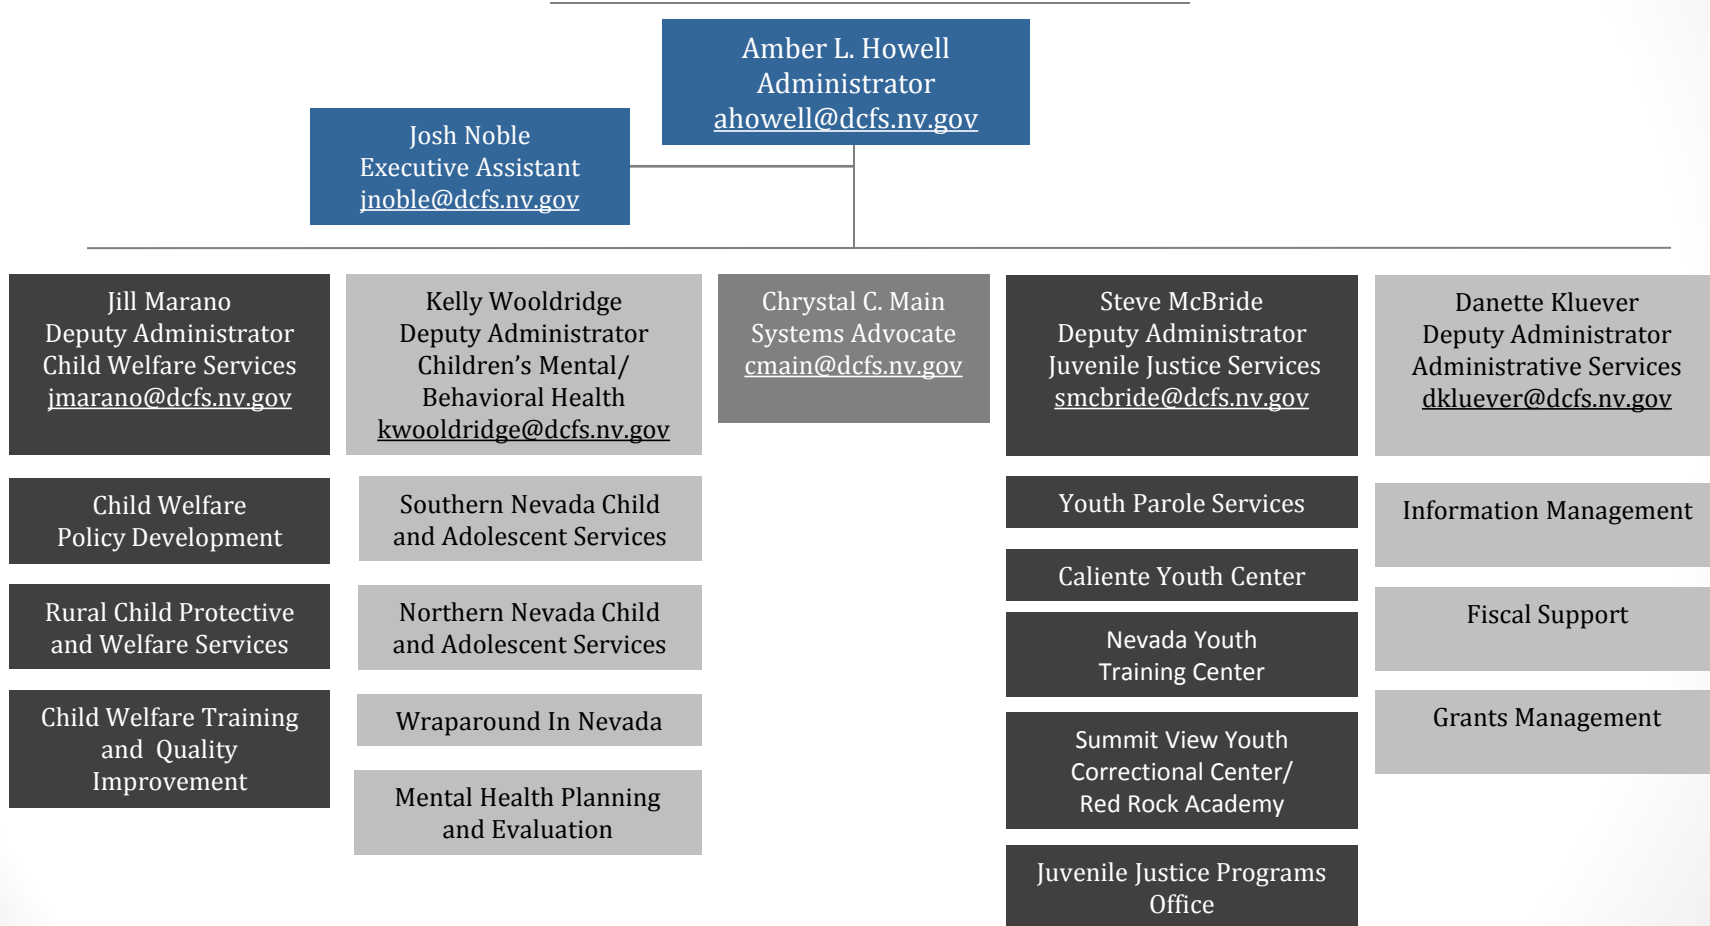 Amber L. Howell
Administrator
ahowell@dcfs.nv.gov
Josh Noble
Executive Assistant
jnoble@dcfs.nv.gov
Jill Marano
Deputy Administrator
Child Welfare Services
jmarano@dcfs.nv.gov
Child Welfare
Policy Development
Rural Child Protective
and Welfare Services
Child Welfare Training
and Quality
Improvement
Kelly Wooldridge
Deputy Administrator
Children’s Mental/
Behavioral Health
kwooldridge@dcfs.nv.gov
Southern Nevada Child
and Adolescent Services
Northern Nevada Child
and Adolescent Services
Wraparound In Nevada
Mental Health Planning
and Evaluation
Chrystal C. Main
Systems Advocate
cmain@dcfs.nv.gov
Steve McBride
Deputy Administrator
Juvenile Justice Services
smcbride@dcfs.nv.gov
Youth Parole Services
Caliente Youth Center
Nevada Youth
Training Center
Summit View Youth
Correctional Center/
Red Rock Academy
Juvenile Justice Programs
Office
Danette Kluever
Deputy Administrator
Administrative Services
dkluever@dcfs.nv.gov
Information Management
Fiscal Support
Grants Management